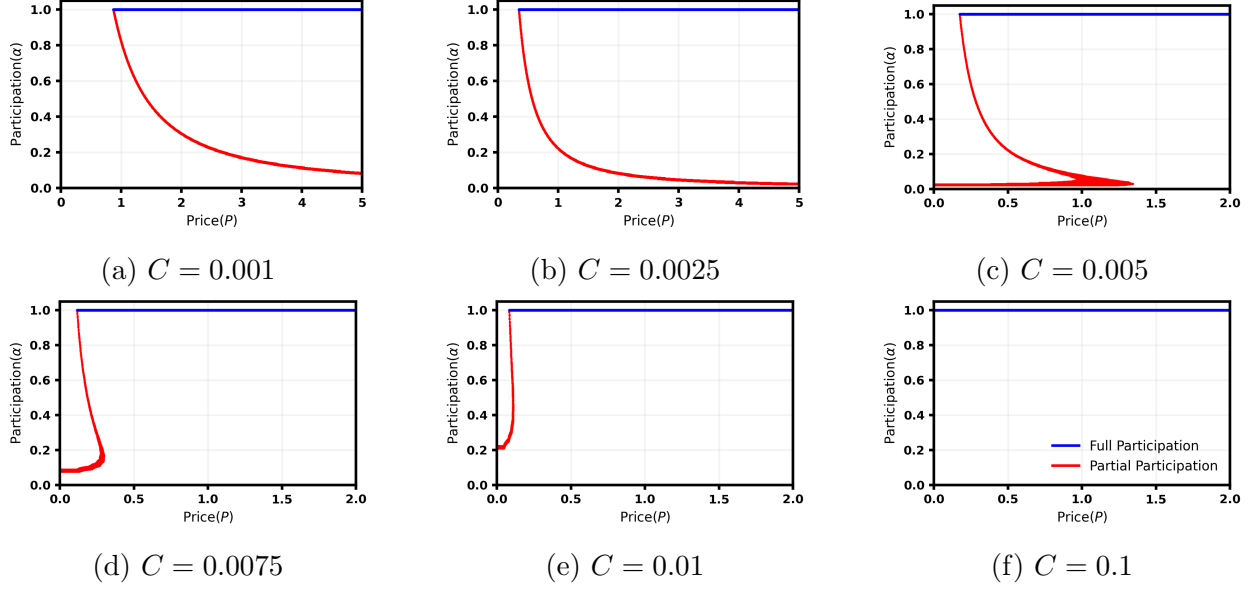 1.0
0.8
0.6
0.4
0.2
0.0
Participation(α)
0 1 2 3 4 5
Price(P)
(a) C = 0.001
1.0
0.8
0.6
0.4
0.2
0.0
Participation(α)
0 1 2 3 4 5
Price(P)
(b) C = 0.0025
1.0
0.8
0.6
0.4
0.2
0.0
Participation(α)
0.0 0.5 1.0 1.5 2.0
Price(P)
(c) C = 0.005
1.0
0.8
0.6
0.4
0.2
0.0
Participation(α)
0.0 0.5 1.0 1.5 2.0
Price(P)
(d) C = 0.0075
1.0
0.8
0.6
0.4
0.2
0.0
Participation(α)
0.0 0.5 1.0 1.5 2.0
Price(P)
(e) C = 0.01
1.0
0.8
0.6
0.4
0.2
0.0
Participation(α)
Full Participation
Partial Participation
0.0 0.5 1.0 1.5 2.0
Price(P)
(f) C = 0.1